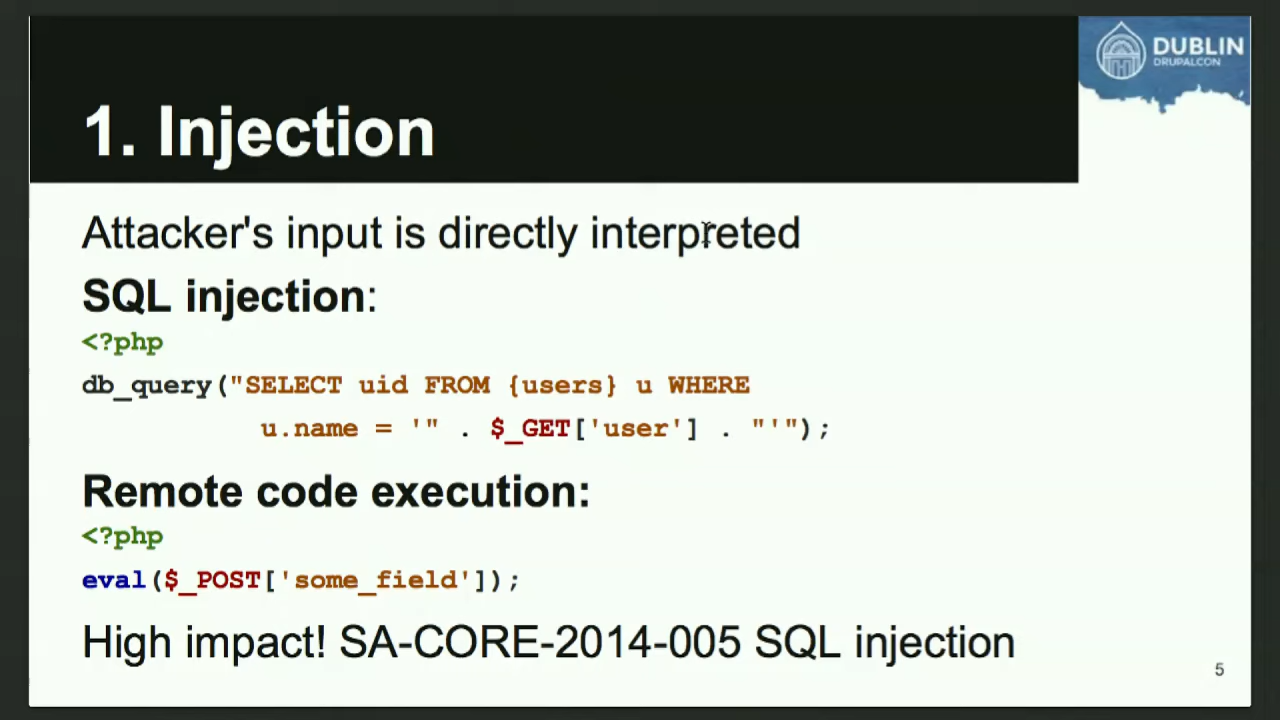 DUBLIN
DRUPALCON
1. Injection
Attacker's input is directly interpreted
SQL injection:
<?php
db_query("SELECT uid FROM {users} u WHERE
u.name = '" . $_GET['user'] . "'");
Remote code execution:
<?php
eval($_POST['some_field']);
High impact! SA-CORE-2014-005 SQL injection
5